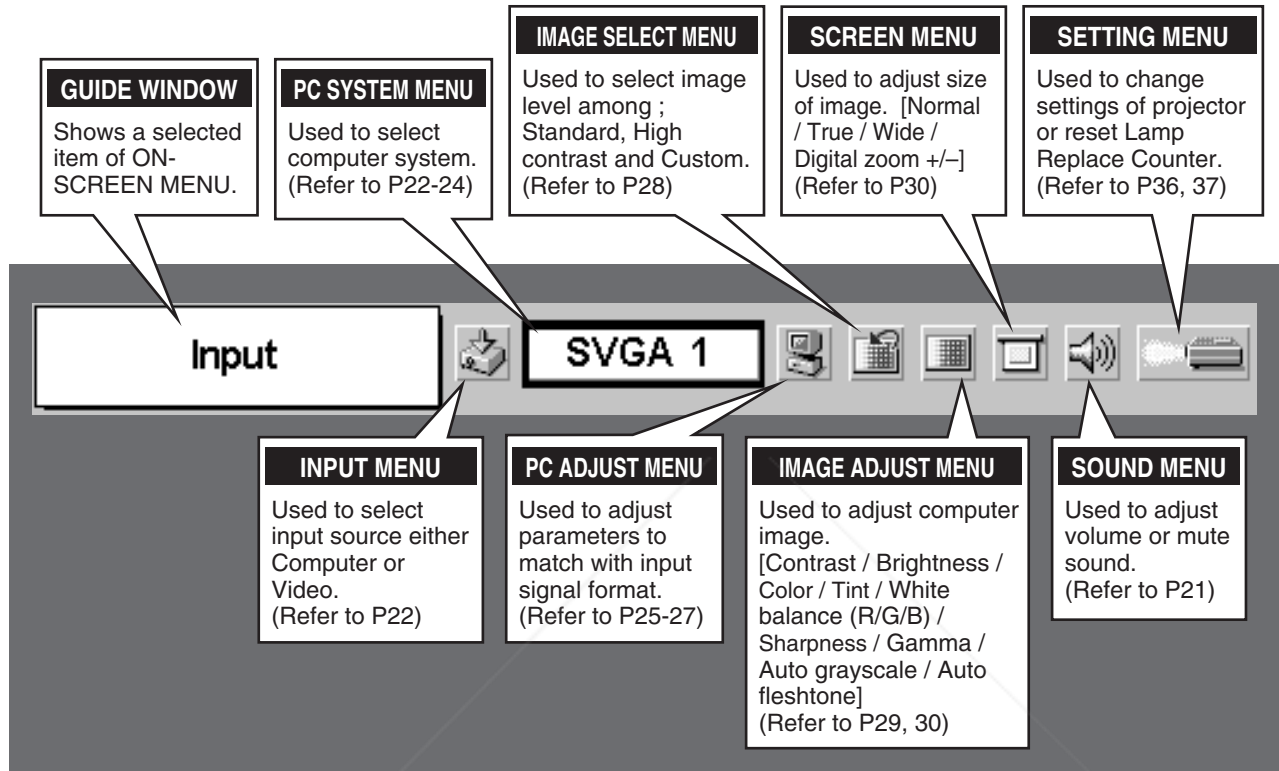 GUIDE WINDOW
Shows a selected
item of ON-
SCREEN MENU.
PC SYSTEM MENU
Used to select
computer system.
(Refer to P22-24)
IMAGE SELECT MENU
Used to select image
level among ;
Standard, High
contrast and Custom.
(Refer to P28)
SCREEN MENU
Used to adjust size
of image. [Normal
/ True / Wide /
Digital zoom +/–]
(Refer to P30)
SETTING MENU
Used to change
settings of projector
or reset Lamp
Replace Counter.
(Refer to P36, 37)
Input
SVGA 1
INPUT MENU
Used to select
input source either
Computer or
Video.
(Refer to P22)
PC ADJUST MENU
Used to adjust
parameters to
match with input
signal format.
(Refer to P25-27)
IMAGE ADJUST MENU
Used to adjust computer
image.
[Contrast / Brightness /
Color / Tint / White
balance (R/G/B) /
Sharpness / Gamma /
Auto grayscale / Auto
fleshtone]
(Refer to P29, 30)
SOUND MENU
Used to adjust
volume or mute
sound.
(Refer to P21)